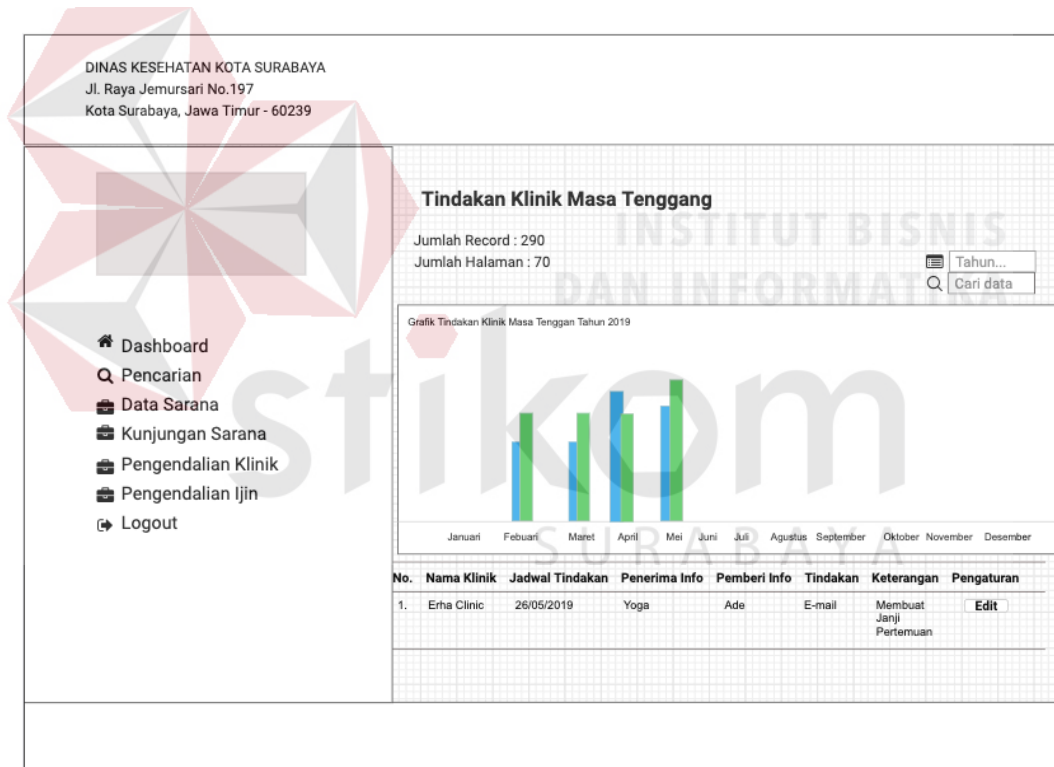 DINAS KESEHATAN KOTA SURABAYA
Jl. Raya Jemursari No.197
Kota Surabaya, Jawa Timur - 60239
Tindakan Klinik Masa Tenggang
Jumlah Record : 290
Jumlah Halaman : 70
Tahun...
Cari data
INSTITUT BISNIS
DAN INFORMATIKA
stikom
SURABAYA
Dashboard
Pencarian
Data Sarana
Kunjungan Sarana
Pengendalian Klinik
Pengendalian Ijin
Logout
Grafik Tindakan Klinik Masa Tenggan Tahun 2019
Januari Febuari Maret April Mei Juni Juli Agustus September Oktober November Desember
No. Nama Klinik Jadwal Tindakan Penerima Info Pemberi Info Tindakan Keterangan Pengaturan
1. Erha Clinic 26/05/2019 Yoga Ade E-mail Membuat Edit
Janji
Pertemuan